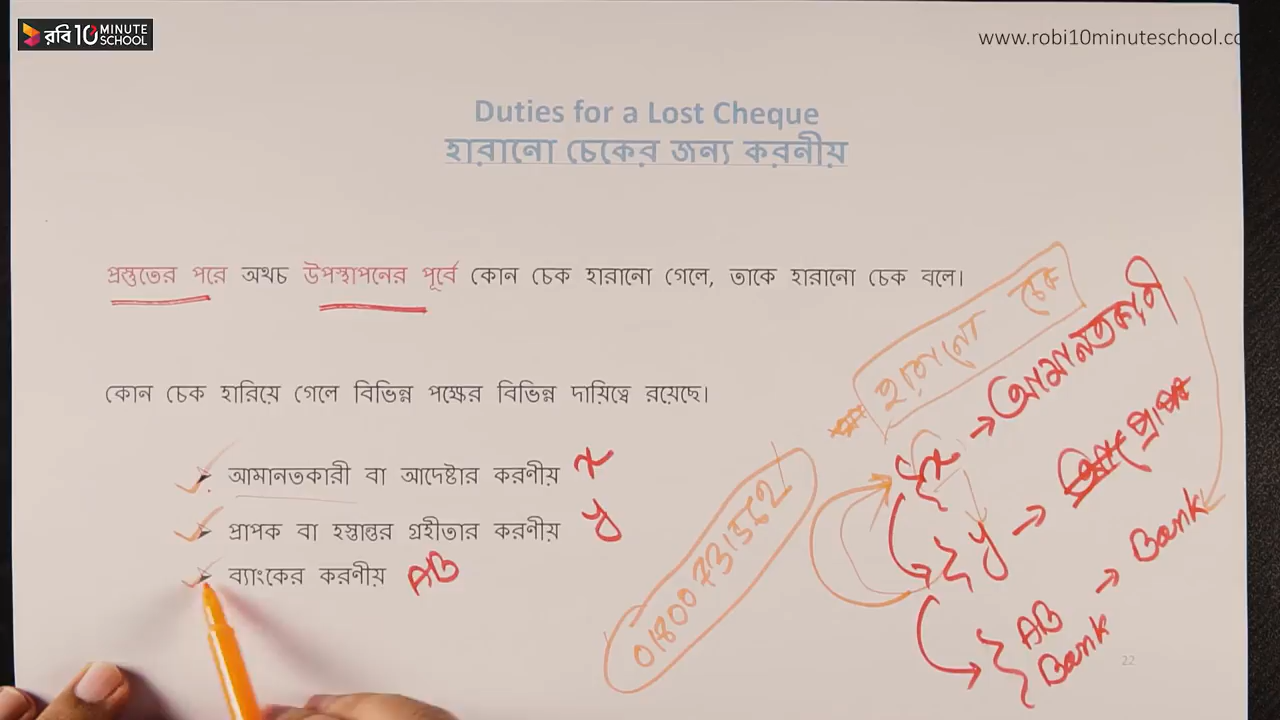 রবি 10 MINUTE SCHOOL
www.robi10minuteschool.co
Duties for a Lost Cheque
হারানো চেকের জন্য করনীয়
প্রস্তুতের পরে অথচ উপস্থাপনের পূর্বে কোন চেক হারানো গেলে, তাকে হারানো চেক বলে।
হারানো চেক
কোন চেক হারিয়ে গেলে বিভিন্ন পক্ষের বিভিন্ন দায়িত্বে রয়েছে।
আমানতকারী বা আদেষ্টার করণীয় x
প্রাপক বা হস্তান্তর গ্রহীতার করণীয় y
ব্যাংকের করণীয় AB
x → আমানতকারী
y → প্রাপক
AB Bank → Bank
22